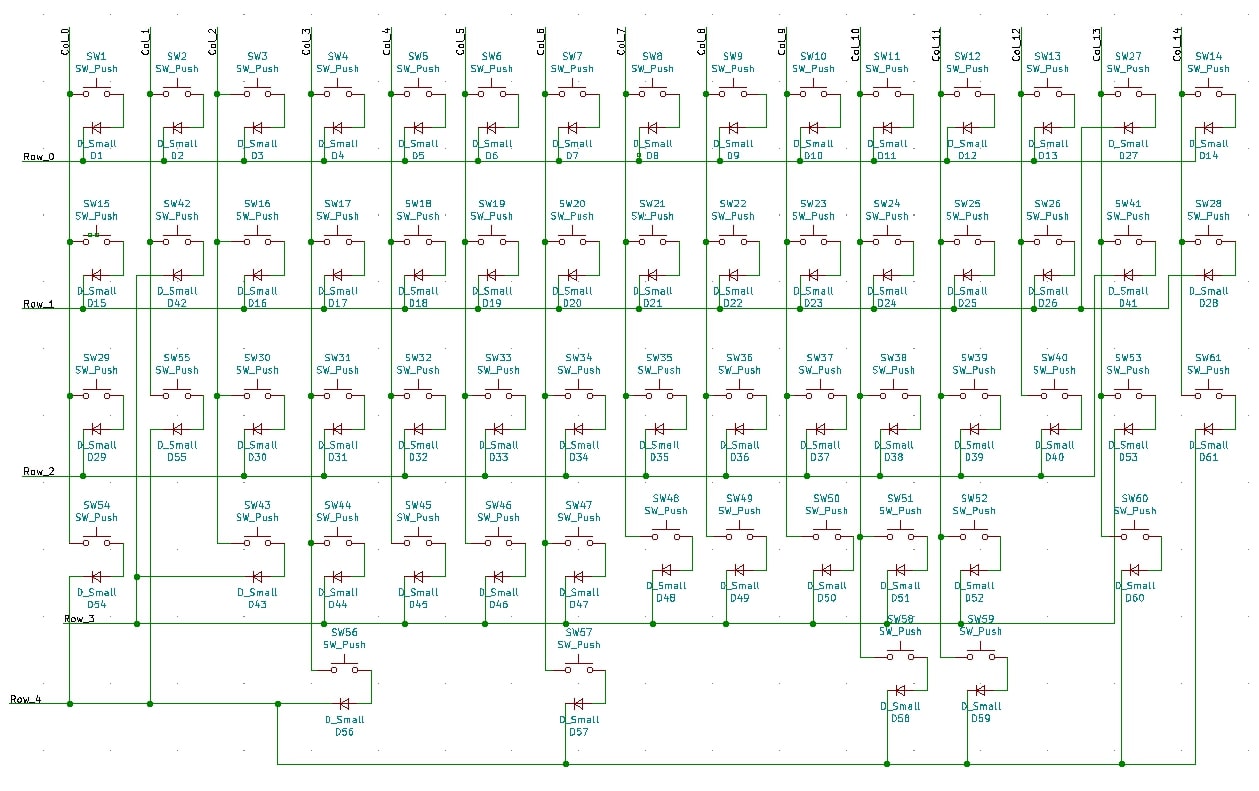 Col_0 Col_1 Col_2 Col_3 Col_4 Col_5 Col_6 Col_7 Col_8 Col_9 Col_10 Col_11 Col_12 Col_13 Col_14
SW1 SW2 SW3 SW4 SW5 SW6 SW7 SW8 SW9 SW10 SW11 SW12 SW13 SW27 SW14
SW_Push SW_Push SW_Push SW_Push SW_Push SW_Push SW_Push SW_Push SW_Push SW_Push SW_Push SW_Push SW_Push SW_Push SW_Push
D_Small D_Small D_Small D_Small D_Small D_Small D_Small D_Small D_Small D_Small D_Small D_Small D_Small D_Small D_Small
Row_0 D1 D2 D3 D4 D5 D6 D7 D8 D9 D10 D11 D12 D13 D27 D14
SW15 SW42 SW16 SW17 SW18 SW19 SW20 SW21 SW22 SW23 SW24 SW25 SW26 SW41 SW28
SW_Push SW_Push SW_Push SW_Push SW_Push SW_Push SW_Push SW_Push SW_Push SW_Push SW_Push SW_Push SW_Push SW_Push SW_Push
D_Small D_Small D_Small D_Small D_Small D_Small D_Small D_Small D_Small D_Small D_Small D_Small D_Small D_Small D_Small
Row_1 D15 D42 D16 D17 D18 D19 D20 D21 D22 D23 D24 D25 D26 D41 D28
SW29 SW55 SW30 SW31 SW32 SW33 SW34 SW35 SW36 SW37 SW38 SW39 SW40 SW53 SW61
SW_Push SW_Push SW_Push SW_Push SW_Push SW_Push SW_Push SW_Push SW_Push SW_Push SW_Push SW_Push SW_Push SW_Push SW_Push
D_Small D_Small D_Small D_Small D_Small D_Small D_Small D_Small D_Small D_Small D_Small D_Small D_Small D_Small D_Small
D29 D55 D30 D31 D32 D33 D34 D35 D36 D37 D38 D39 D40 D53 D61
Row_2
SW54 SW43 SW44 SW45 SW46 SW47 SW48 SW49 SW50 SW51 SW52 SW60
SW_Push SW_Push SW_Push SW_Push SW_Push SW_Push SW_Push SW_Push SW_Push SW_Push SW_Push SW_Push
D_Small D_Small D_Small D_Small D_Small D_Small D_Small D_Small D_Small D_Small D_Small D_Small
D54 D43 D44 D45 D46 D47 D48 D49 D50 D51 D52 D60
Row_3
SW56 SW57 SW58 SW59
SW_Push SW_Push SW_Push SW_Push
Row_4
D_Small D_Small D_Small D_Small
D56 D57 D58 D59